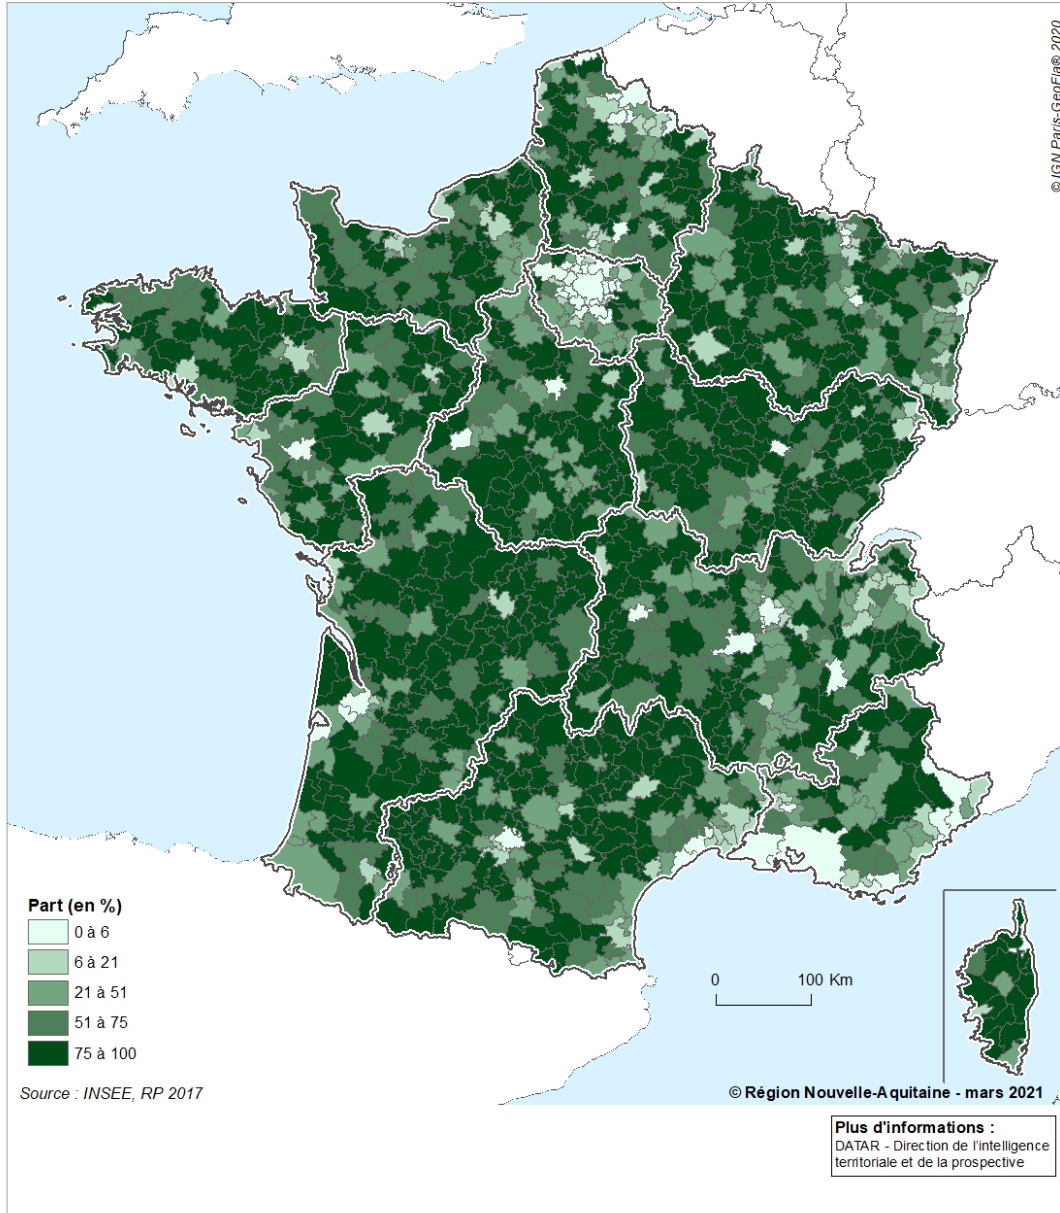 © IGN Paris-GeoFla® 2020
Part (en %)
0 à 6
6 à 21
21 à 51
51 à 75
75 à 100
0 100 Km
Source : INSEE, RP 2017
© Région Nouvelle-Aquitaine - mars 2021
Plus d'informations :
DATAR - Direction de l'intelligence
territoriale et de la prospective